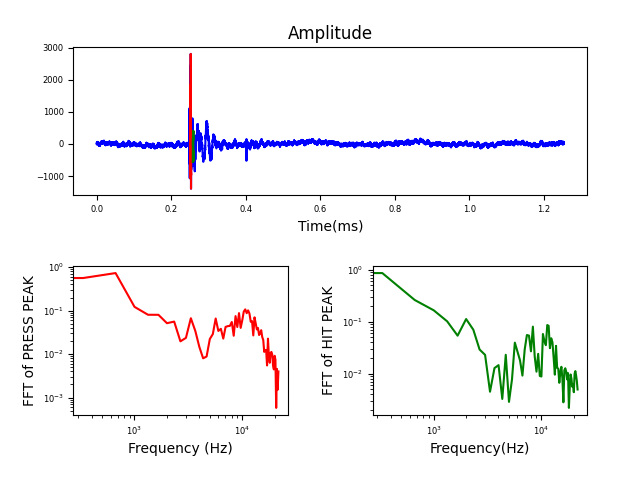 Amplitude
3000
2000
1000
0
−1000
0.0 0.2 0.4 0.6 0.8 1.0 1.2
Time(ms)
FFT of PRESS PEAK
10⁰
10⁻¹
10⁻²
10⁻³
10³ 10⁴
Frequency (Hz)
FFT of HIT PEAK
10⁰
10⁻¹
10⁻²
10³ 10⁴
Frequency(Hz)